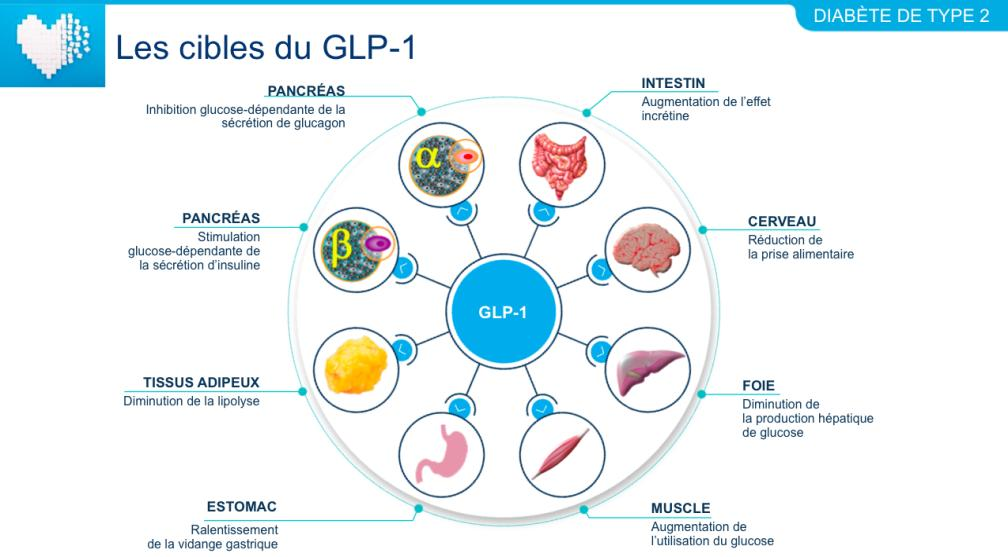 DIABÈTE DE TYPE 2
Les cibles du GLP-1
PANCRÉAS
Inhibition glucose-dépendante de la
sécrétion de glucagon
INTESTIN
Augmentation de l'effet
incrétine
α
PANCRÉAS
Stimulation
glucose-dépendante de
la sécrétion d'insuline
β
CERVEAU
Réduction de
la prise alimentaire
GLP-1
TISSUS ADIPEUX
Diminution de la lipolyse
FOIE
Diminution de
la production hépatique
de glucose
ESTOMAC
Ralentissement
de la vidange gastrique
MUSCLE
Augmentation de
l'utilisation du glucose